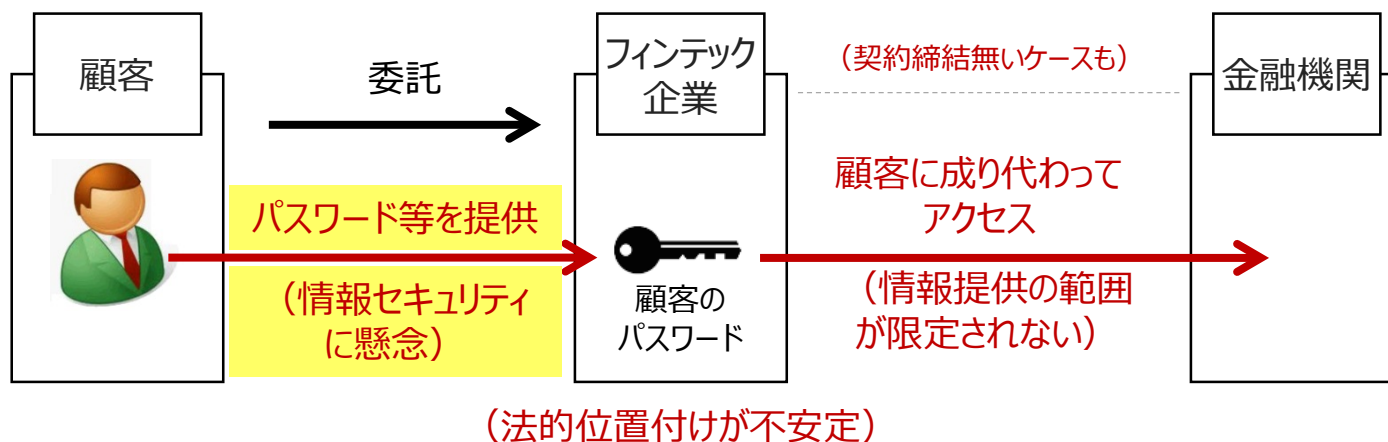 顧客
委託
フィンテック
企業
（契約締結無いケースも）
金融機関
パスワード等を提供
（情報セキュリティ
に懸念）
顧客の
パスワード
顧客に成り代わって
アクセス
（情報提供の範囲
が限定されない）
（法的位置付けが不安定）